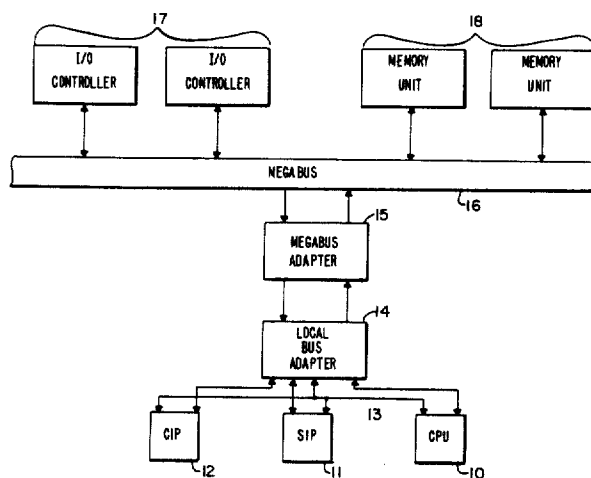 17
18
I/O
CONTROLLER
I/O
CONTROLLER
MEMORY
UNIT
MEMORY
UNIT
MEGABUS
16
15
MEGABUS
ADAPTER
14
LOCAL
BUS
ADAPTER
13
CIP
SIP
CPU
12
11
10